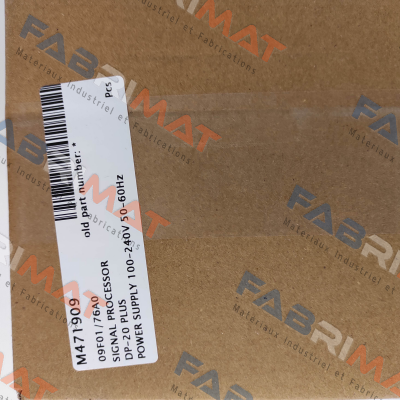 M471909
old part number: *
Pcs
09F01/76A0
SIGNAL PROCESSOR
DP-20 PLUS
POWER SUPPLY 100-240V 50-60Hz
FABRIMAT
Materiaux Industriel et Fabrications